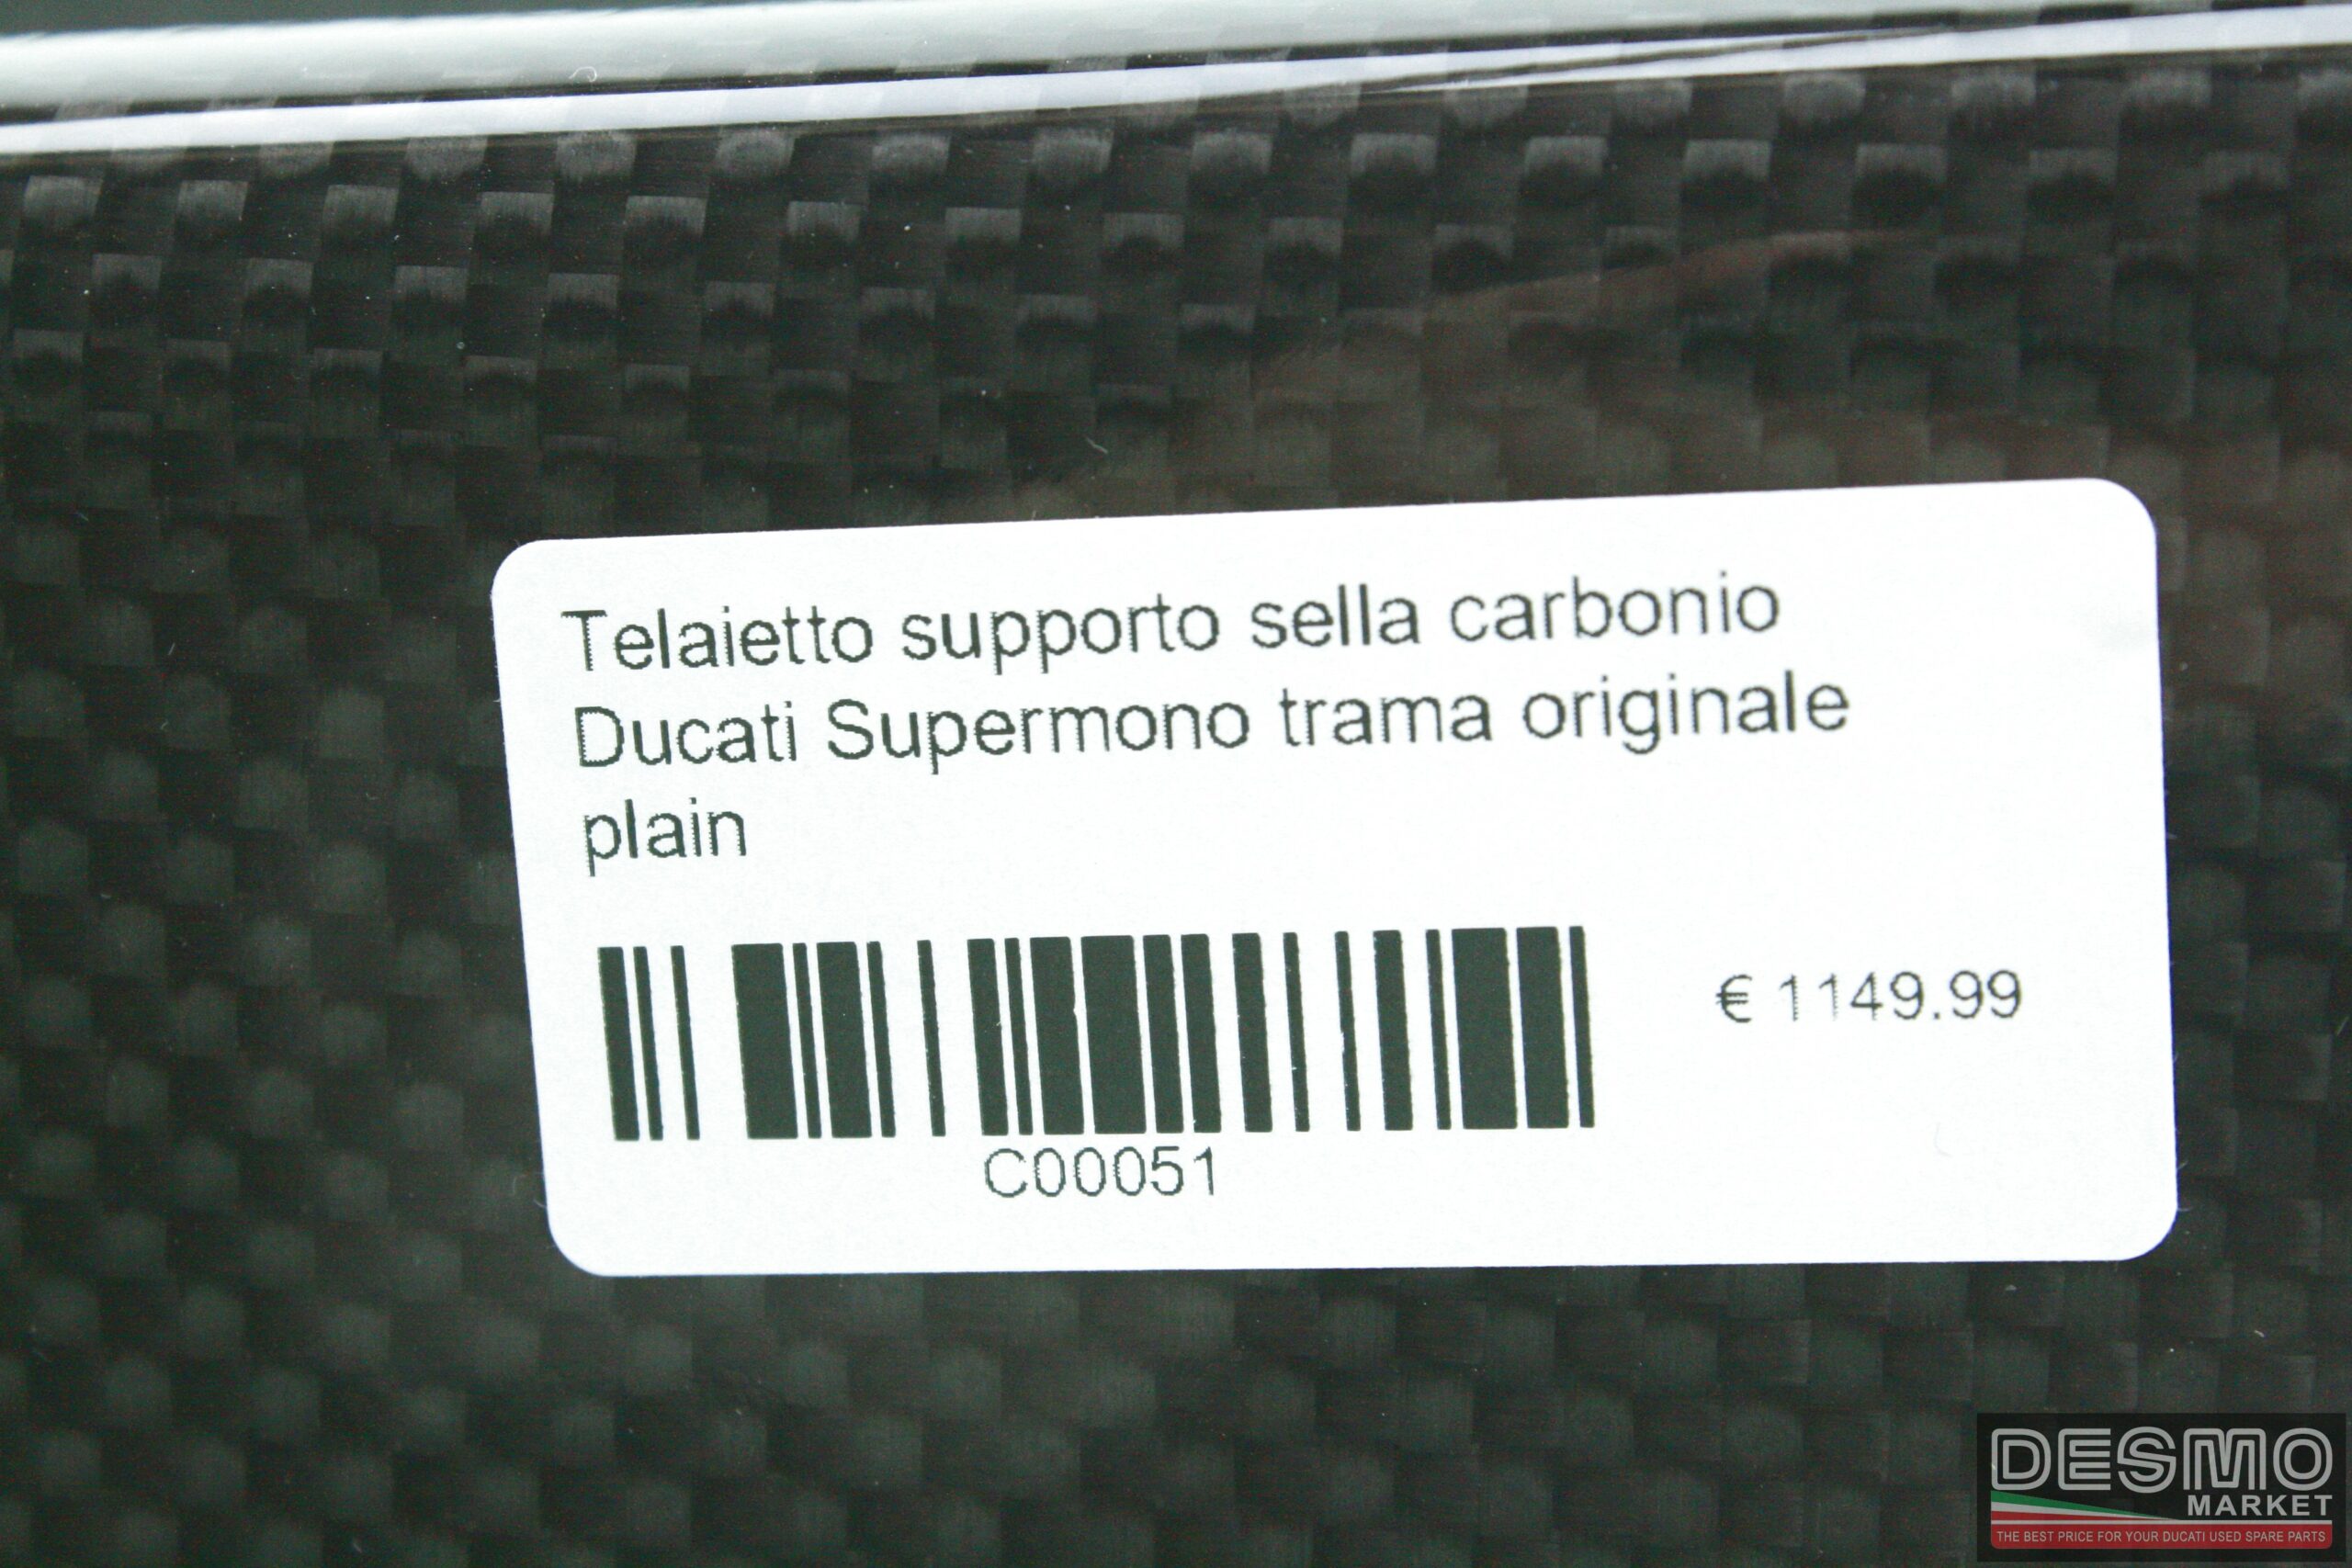 Telaietto supporto sella carbonio
Ducati Supermono trama originale
plain
€ 1149.99
C00051
DESMO
MARKET
THE BEST PRICE FOR YOUR DUCATI USED SPARE PARTS